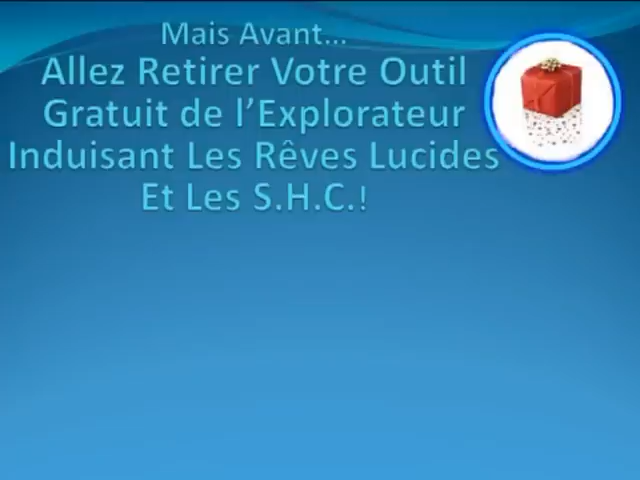 Mais Avant...
Allez Retirer Votre Outil
Gratuit de l’Explorateur
Induisant Les Rêves Lucides
Et Les S.H.C.!